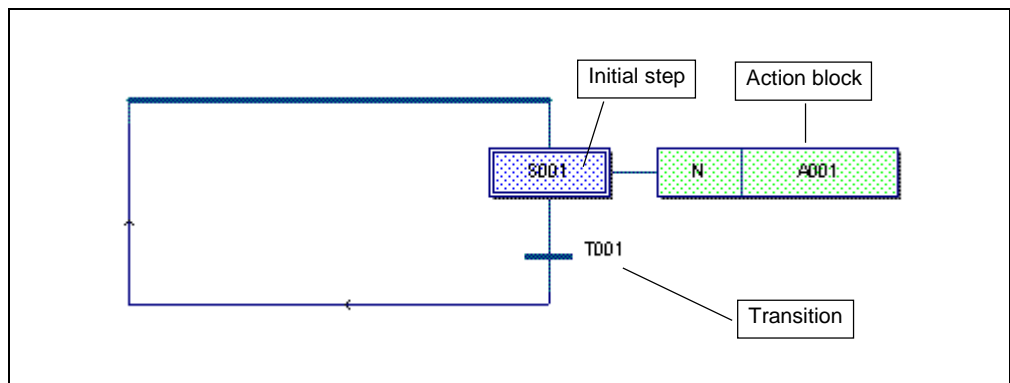 Initial step
Action block
S001
N
A001
T001
Transition